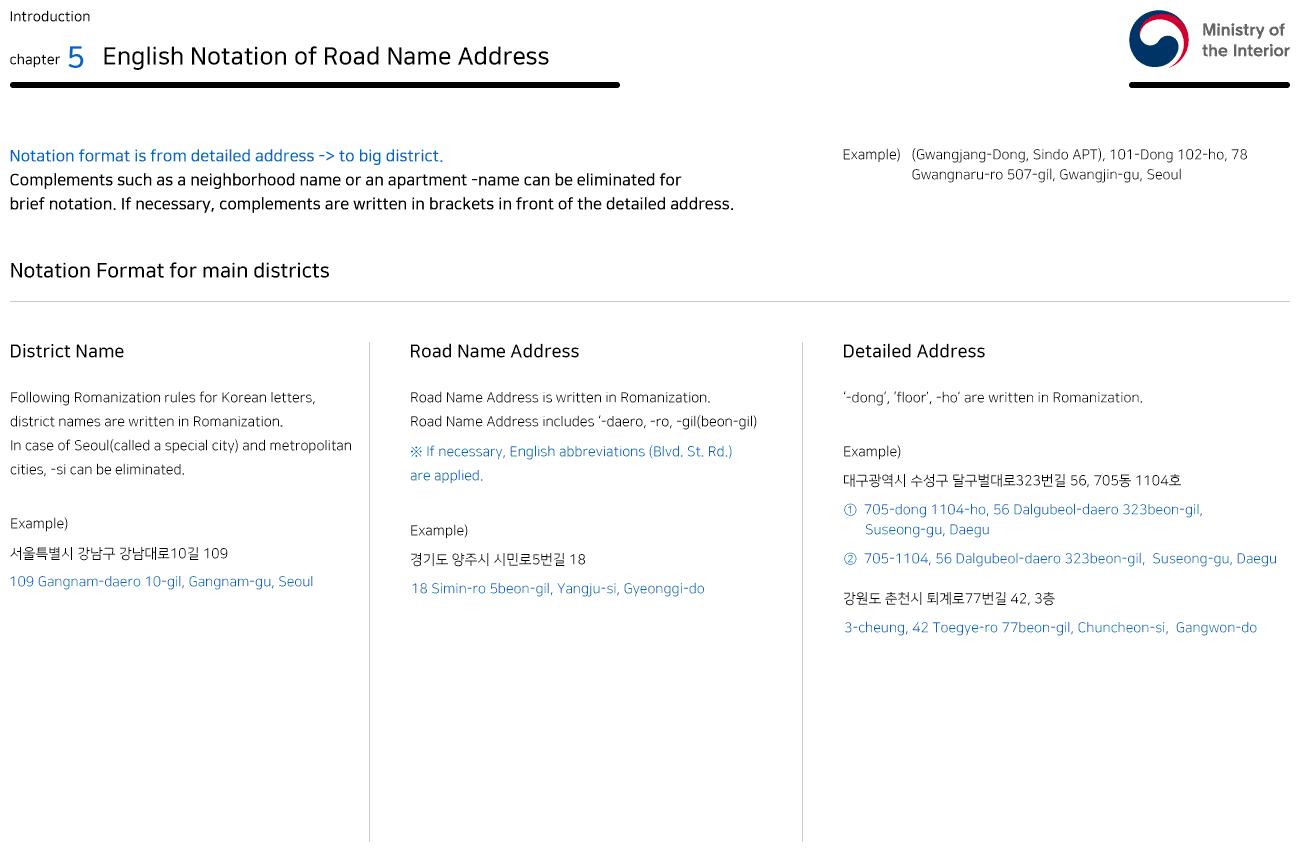 Introduction
chapter 5 English Notation of Road Name Address
Ministry of
the Interior
Notation format is from detailed address -> to big district.
Complements such as a neighborhood name or an apartment -name can be eliminated for
brief notation. If necessary, complements are written in brackets in front of the detailed address.
Example) (Gwangjang-Dong, Sindo APT), 101-Dong 102-ho, 78
Gwangnaru-ro 507-gil, Gwangjin-gu, Seoul
Notation Format for main districts
District Name
Following Romanization rules for Korean letters,
district names are written in Romanization.
In case of Seoul(called a special city) and metropolitan
cities, -si can be eliminated.
Example)
서울특별시 강남구 강남대로10길 109
109 Gangnam-daero 10-gil, Gangnam-gu, Seoul
Road Name Address
Road Name Address is written in Romanization.
Road Name Address includes ‘-daero, -ro, -gil(beon-gil)
※ If necessary, English abbreviations (Blvd. St. Rd.)
are applied.
Example)
경기도 양주시 시민로5번길 18
18 Simin-ro 5beon-gil, Yangju-si, Gyeonggi-do
Detailed Address
‘-dong’, ‘floor’, -ho’ are written in Romanization.
Example)
대구광역시 수성구 달구벌대로323번길 56, 705동 1104호
① 705-dong 1104-ho, 56 Dalgubeol-daero 323beon-gil,
Suseong-gu, Daegu
② 705-1104, 56 Dalgubeol-daero 323beon-gil, Suseong-gu, Daegu
강원도 춘천시 퇴계로77번길 42, 3층
3-cheung, 42 Toegye-ro 77beon-gil, Chuncheon-si, Gangwon-do